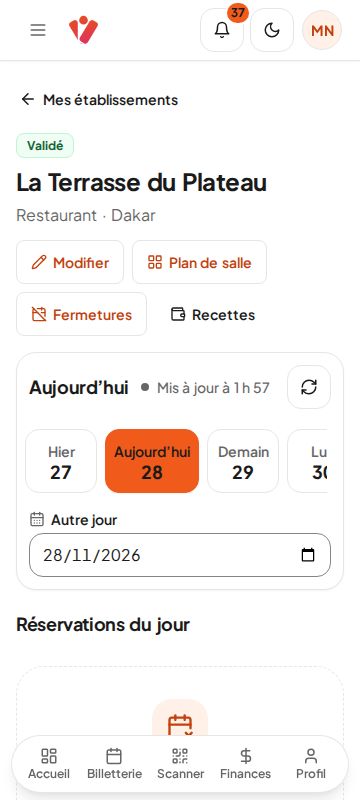 37
MN
Mes établissements
Validé
La Terrasse du Plateau
Restaurant · Dakar
Modifier
Plan de salle
Fermetures
Recettes
Aujourd’hui
Mis à jour à 1 h 57
Hier
27
Aujourd’hui
28
Demain
29
Lu
30
Autre jour
28/11/2026
Réservations du jour
Accueil
Billetterie
Scanner
Finances
Profil